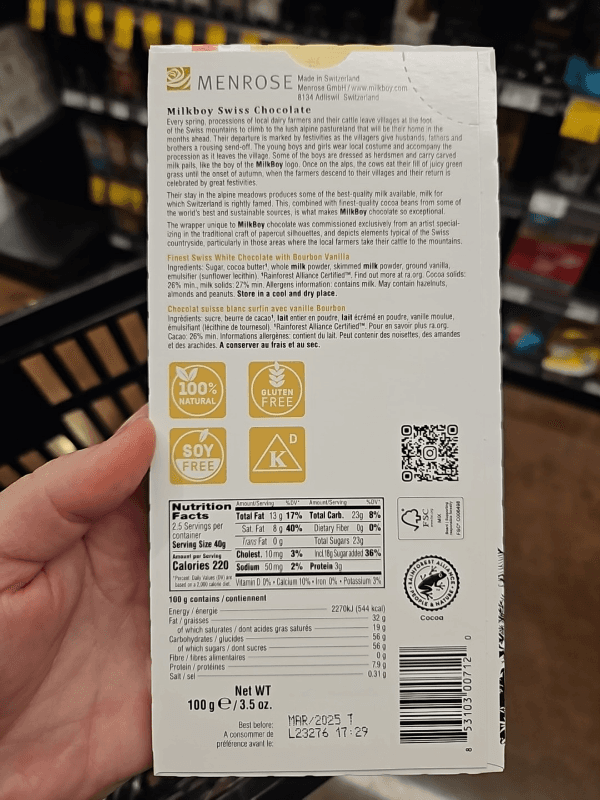 MENROSE
Made in Switzerland
Menrose GmbH / www.milkboy.com
8134 Adliswil Switzerland
Milkboy Swiss Chocolate
Every spring, processions of local dairy farmers and their cattle leave villages at the foot
of the Swiss mountains to climb to the lush alpine pastureland that will be their home in the
months ahead. Their departure is marked by festivities as the villagers give husbands, fathers and
brothers a rousing send-off. The young boys and girls wear local costume and accompany the
procession as it leaves the village. Some of the boys are dressed as herdsmen and carry carved
milk pails, like the boy of the MilkBoy logo. Once on the alps, the cows eat their fill of juicy green
grass until the onset of autumn, when the farmers descend to their villages and their return is
celebrated by great festivities.
Their stay in the alpine meadows produces some of the best-quality milk available, milk for
which Switzerland is rightly famed. This, combined with finest-quality cocoa beans from some of
the world's best and sustainable sources, is what makes MilkBoy chocolate so exceptional.
The wrapper unique to MilkBoy chocolate was commissioned exclusively from an artist special-
izing in the traditional craft of papercut silhouettes, and depicts elements typical of the Swiss
countryside, particularly in those areas where the local farmers take their cattle to the mountains.
Finest Swiss White Chocolate with Bourbon Vanilla
Ingredients: Sugar, cocoa butter¹, whole milk powder, skimmed milk powder, ground vanilla,
emulsifier (sunflower lecithin). ¹Rainforest Alliance Certified™. Find out more at ra.org. Cocoa solids:
26% min., milk solids: 27% min. Allergens information: contains milk. May contain hazelnuts,
almonds and peanuts. Store in a cool and dry place.
Chocolat suisse blanc surfin avec vanille Bourbon
Ingrédients: sucre, beurre de cacao¹, lait entier en poudre, lait écrémé en poudre, vanille moulue,
émulsifiant (lécithine de tournesol). ¹Rainforest Alliance Certified™. Pour en savoir plus ra.org.
Cacao: 26% min. Informations allergènes: contient du lait. Peut contenir des noisettes, des amandes
et des arachides. A conserver au frais et au sec.
100% NATURAL
GLUTEN FREE
SOY FREE
K D
Nutrition Facts
2.5 Servings per container
Serving Size 40g
Amount per Serving
Calories 220
*Percent Daily Values (DV) are
based on a 2,000 calorie diet.
Amount/Serving %DV* Amount/Serving %DV*
Total Fat 13 g 17% Total Carb. 23g 8%
Sat. Fat 8 g 40% Dietary Fiber 0g 0%
Trans Fat 0 g Total Sugars 23g
Cholest. 10 mg 3% Incl.18g Sugar added 36%
Sodium 50 mg 2% Protein 3g
Vitamin D 0% • Calcium 10% • Iron 0% • Potassium 3%
FSC
MIX
RAINFOREST ALLIANCE
PEOPLE & NATURE
Cocoa
100 g contains / contiennent
Energy / énergie 2270kJ (544 kcal)
Fat / graisses 32 g
of which saturates / dont acides gras saturés 19 g
Carbohydrates / glucides 56 g
of which sugars / dont sucres 56 g
Fibre / fibres alimentaires 0 g
Protein / protéines 7.9 g
Salt / sel 0.31 g
Net WT
100 g ℮ / 3.5 oz.
Best before:
A consommer de
préférence avant le:
MAR/2025 T
L23276 17:29
8 53103 00712 0